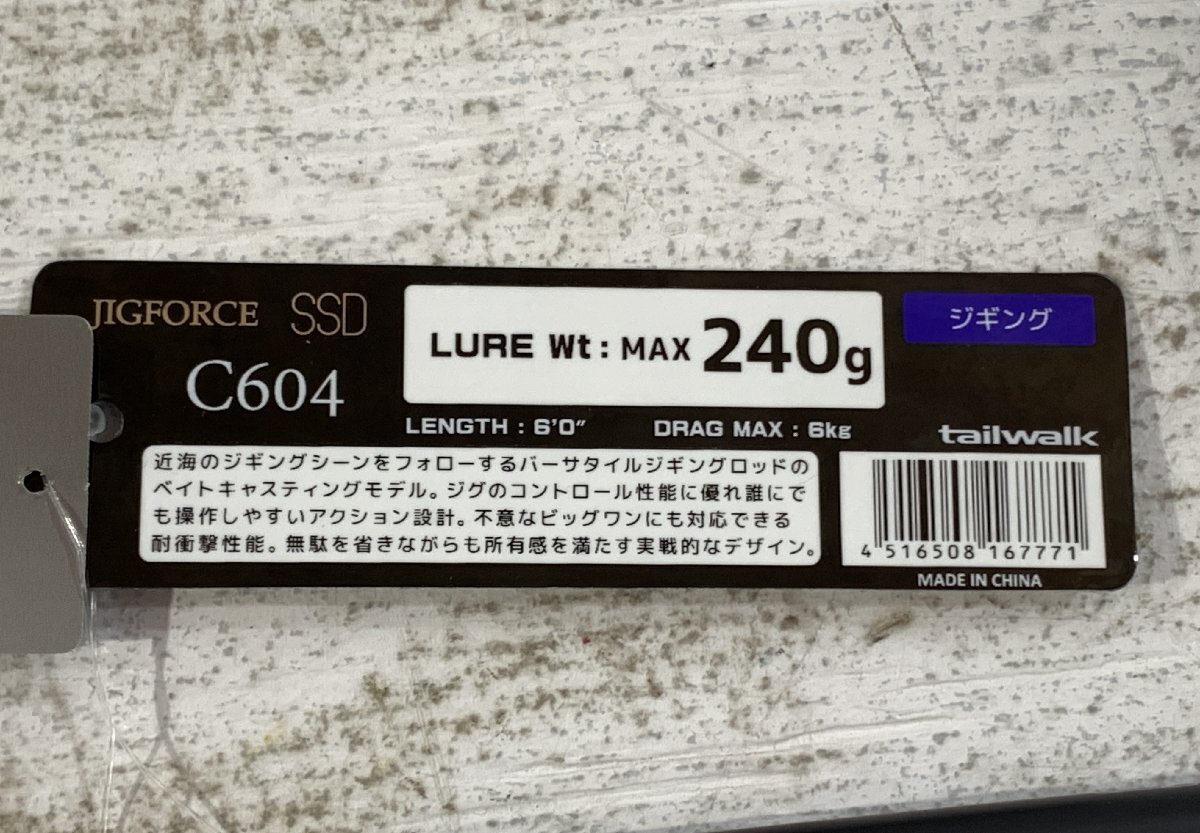 JIGFORCE SSD
C604
LURE Wt : MAX 240g
ジギング
LENGTH : 6'0"
DRAG MAX : 6kg
tailwalk
近海のジギングシーンをフォローするバーサタイルジギングロッドの
ベイトキャスティングモデル。ジグのコントロール性能に優れ誰にで
も操作しやすいアクション設計。不意なビッグワンにも対応できる
耐衝撃性能。無駄を省きながらも所有感を満たす実戦的なデザイン。
4 516508 167771
MADE IN CHINA